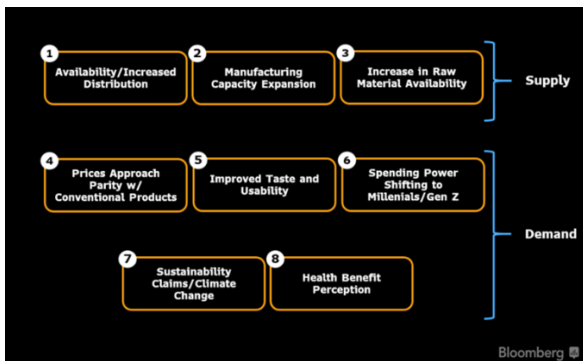 1
Availability/Increased
Distribution
2
Manufacturing
Capacity Expansion
3
Increase in Raw
Material Availability
Supply
4
Prices Approach
Parity w/
Conventional Products
5
Improved Taste and
Usability
6
Spending Power
Shifting to
Millenials/Gen Z
Demand
7
Sustainability
Claims/Climate
Change
8
Health Benefit
Perception
Bloomberg